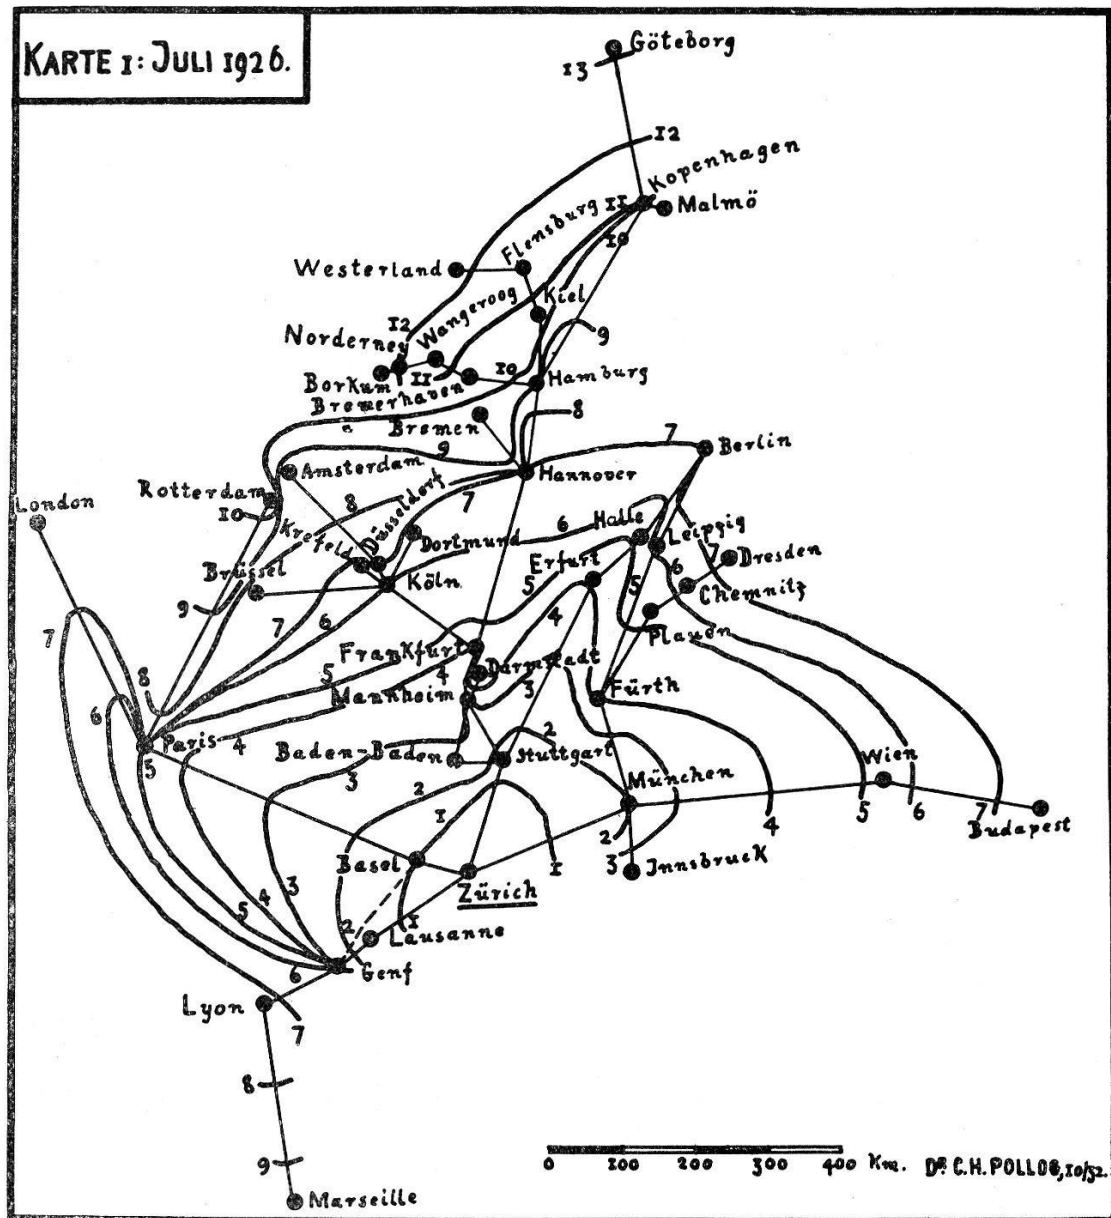 KARTE I: JULI 1926.
Göteborg
13
12
Kopenhagen
11
Malmö
Flensburg
10
Westerland
Kiel
Wangeroog
12
9
Norderney
Borkum
11
10
Hamburg
Bremerhaven
8
Bremen
7
Berlin
9
Amsterdam
Hannover
Rotterdam
8
7
London
10
Düsseldorf
6
Halle
Leipzig
Krefeld
Dortmund
Erfurt
6
7
Dresden
Brüssel
Köln
5
5
Chemnitz
9
4
Plauen
7
7
6
Frankfurt
Darmstadt
5
4
3
8
Mannheim
Fürth
6
Paris
4
2
Baden-Baden
Stuttgart
Wien
5
3
2
München
1
4
5
6
7
Budapest
2
Basel
1
3
Innsbruck
Zürich
3
4
5
2
1
Lausanne
6
Genf
Lyon
7
8
9
Marseille
0 100 200 300 400 Km.
DR. C.H. POLLOG, 10/32.